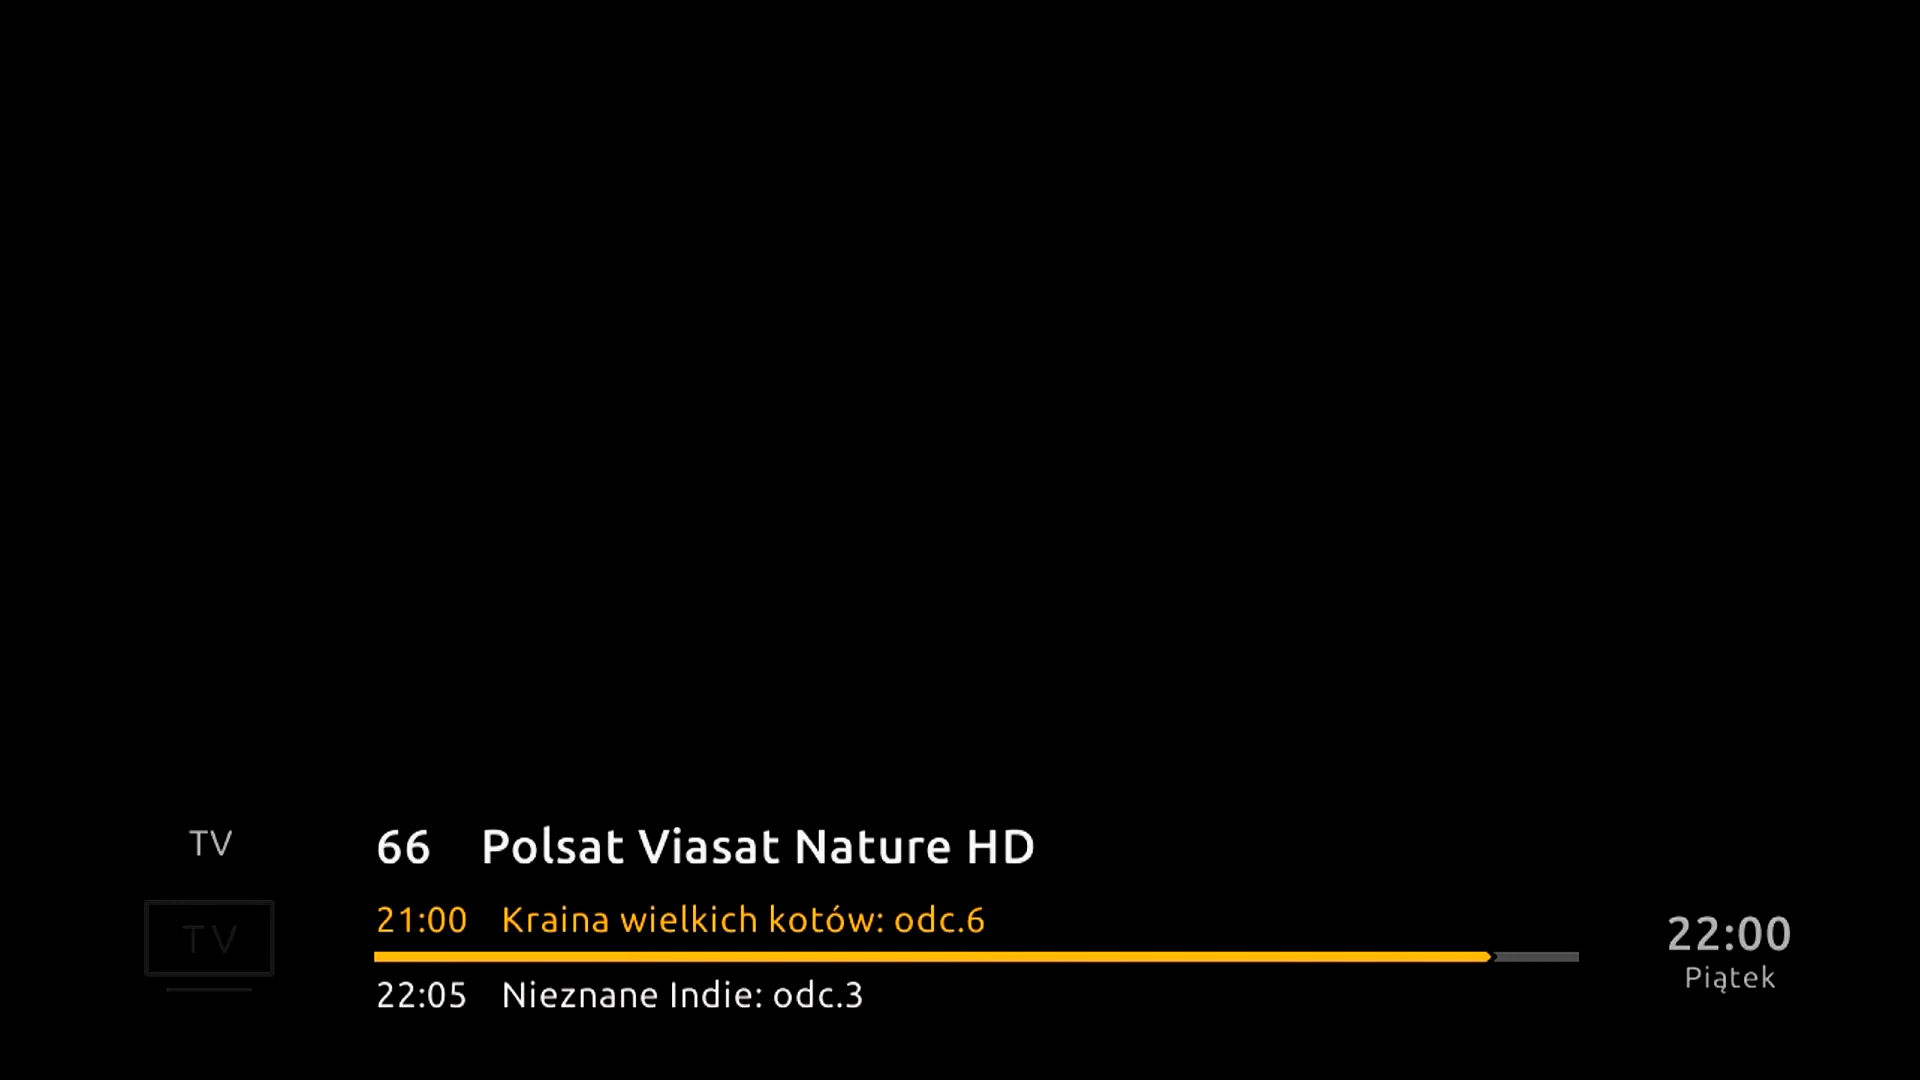 TV
66 Polsat Viasat Nature HD
21:00 Kraina wielkich kotów: odc.6
TV
22:00
Piątek
22:05 Nieznane Indie: odc.3